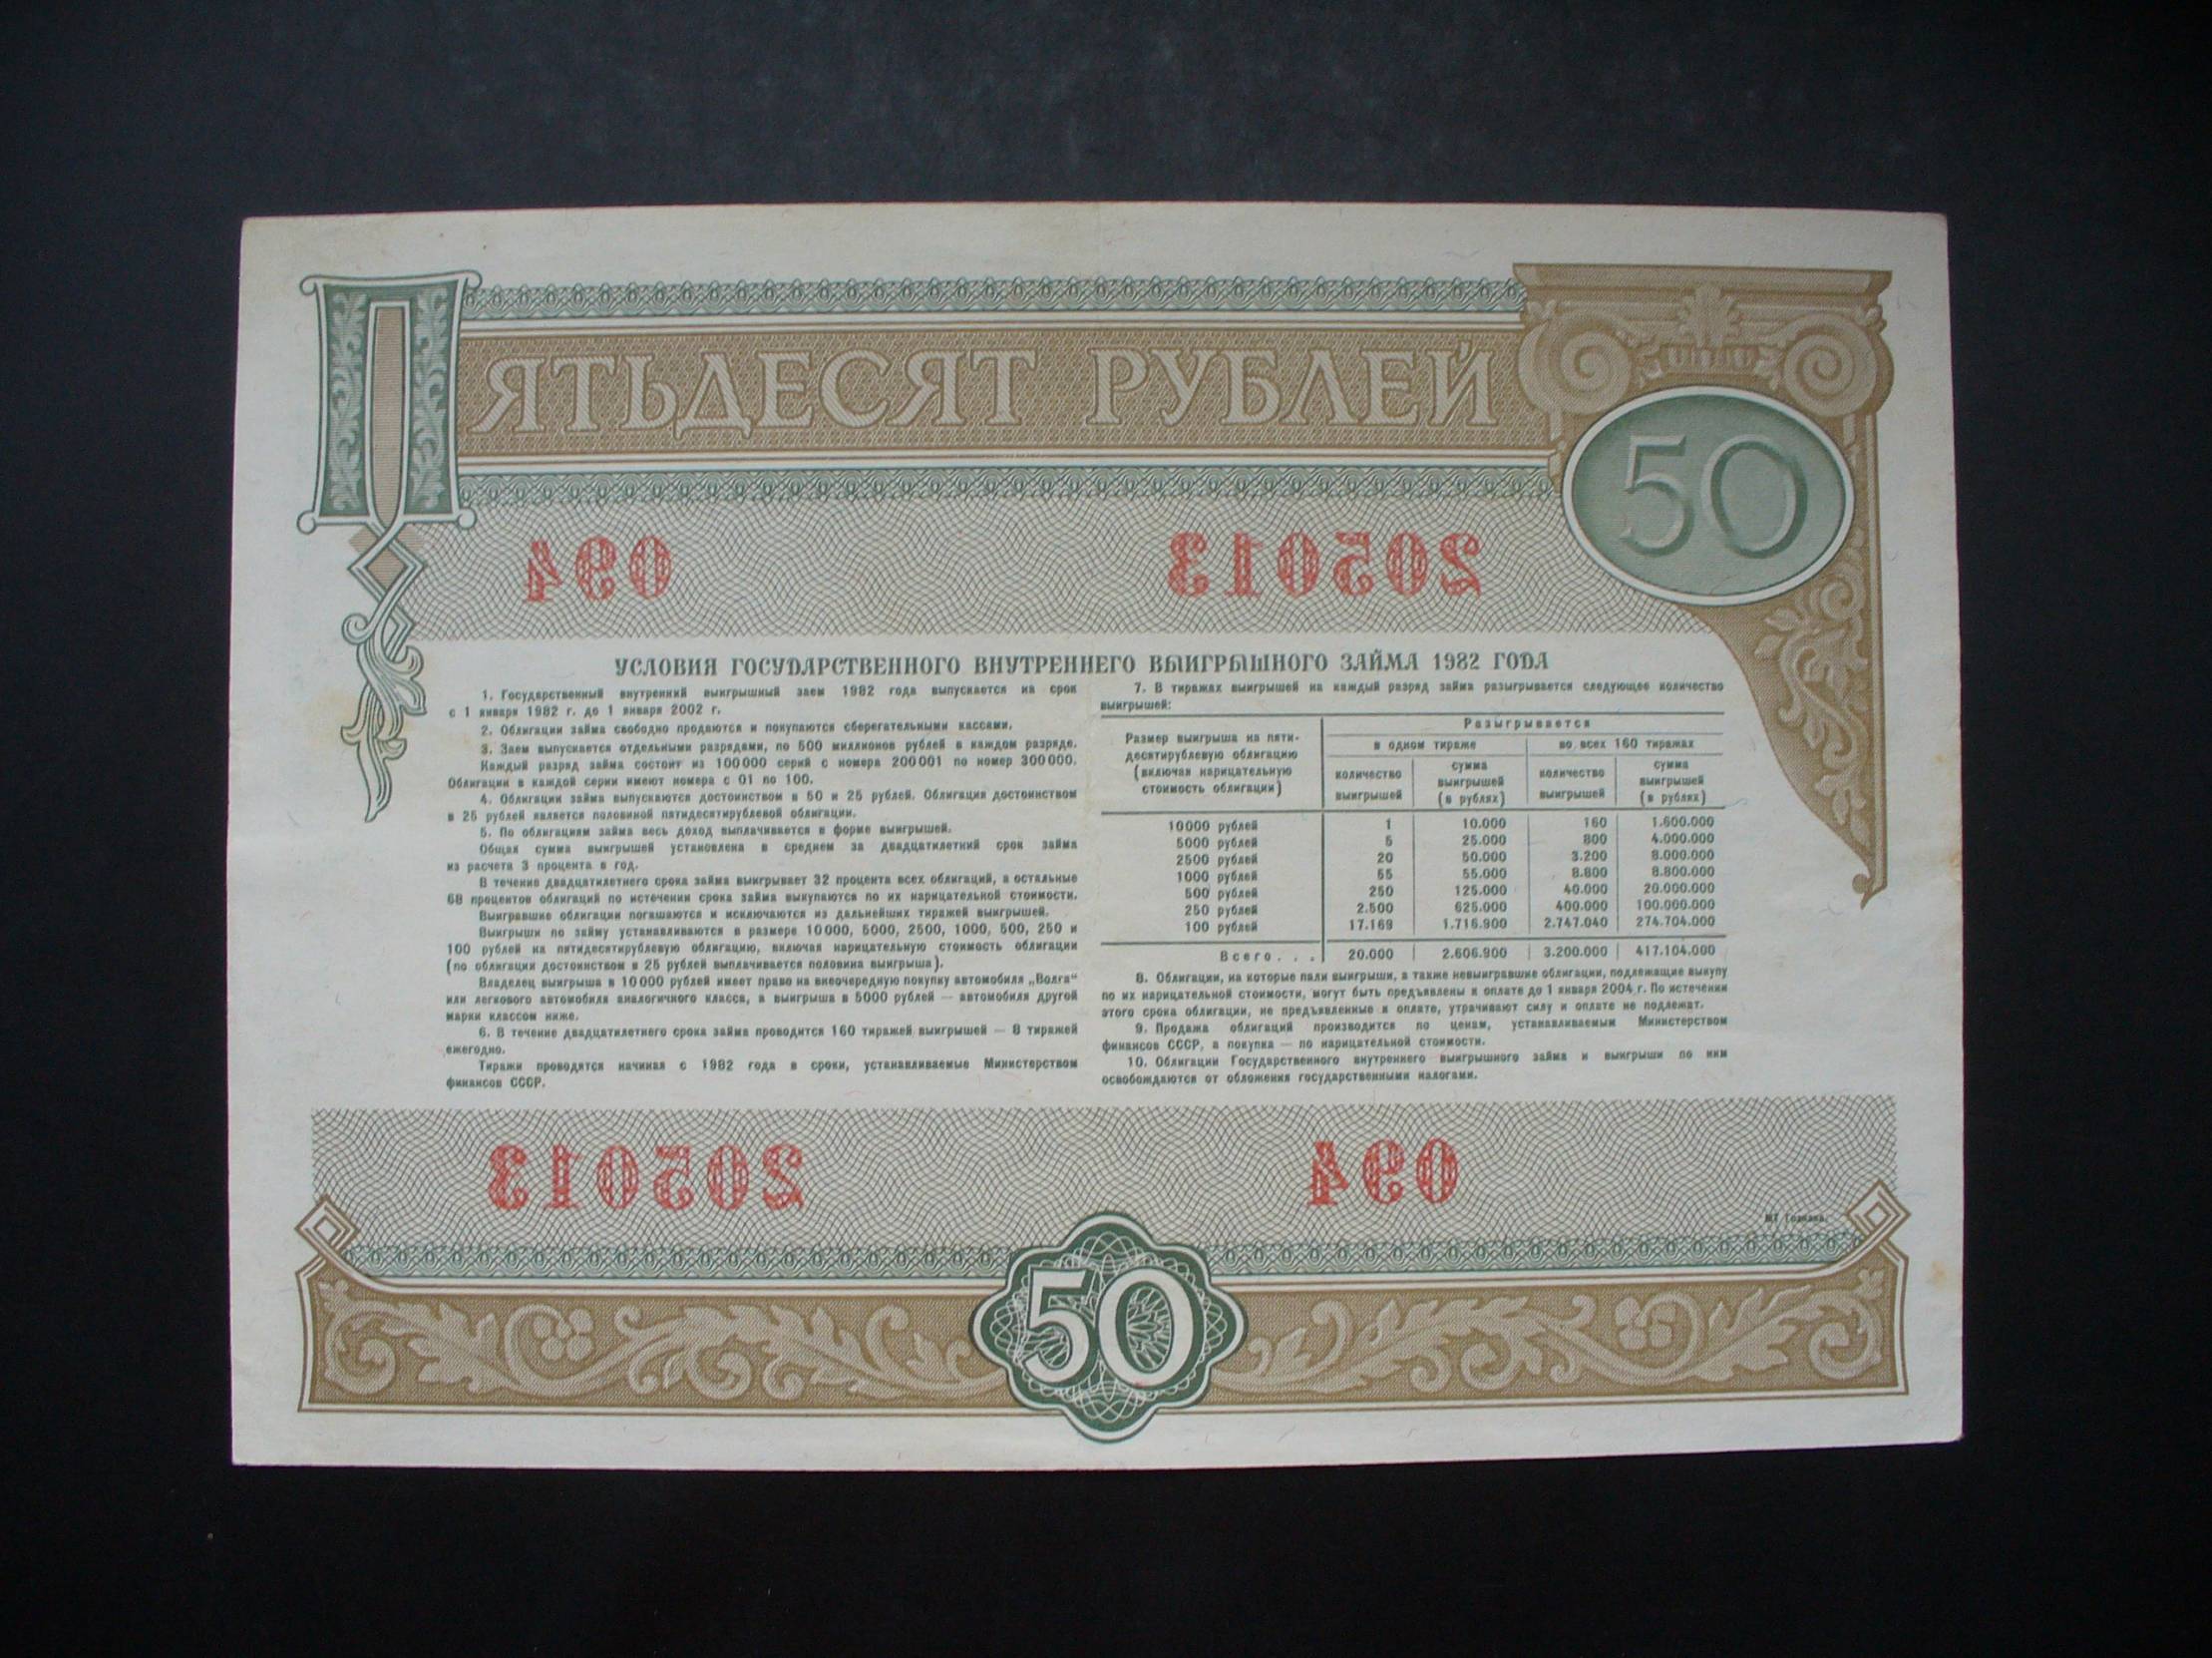 ПЯТЬДЕСЯТ РУБЛЕЙ
50
094 205013
УСЛОВИЯ ГОСУДАРСТВЕННОГО ВНУТРЕННЕГО ВЫИГРЫШНОГО ЗАЙМА 1982 ГОДА
1. Государственный внутренний выигрышный заем 1982 года выпускается на срок
с 1 января 1982 г. до 1 января 2002 г.
2. Облигации займа свободно продаются и покупаются сберегательными кассами.
3. Заем выпускается отдельными разрядами, по 500 миллионов рублей в каждом разряде.
Каждый разряд займа состоит из 100000 серий с номера 200001 по номер 300000.
Облигации в каждой серии имеют номера с 01 по 100.
4. Облигации займа выпускаются достоинством в 50 и 25 рублей. Облигация достоинством
в 25 рублей является половиной пятидесятирублевой облигации.
5. По облигациям займа весь доход выплачивается в форме выигрышей.
Общая сумма выигрышей установлена в среднем за двадцатилетний срок займа
из расчета 3 процента в год.
В течение двадцатилетнего срока займа выигрывает 32 процента всех облигаций, а остальные
68 процентов облигаций по истечении срока займа выкупаются по их нарицательной стоимости.
Выигравшие облигации погашаются и исключаются из дальнейших тиражей выигрышей.
Выигрыши по займу устанавливаются в размере 10000, 5000, 2500, 1000, 500, 250 и
100 рублей на пятидесятирублевую облигацию, включая нарицательную стоимость облигации
(по облигации достоинством в 25 рублей выплачивается половина выигрыша).
Владелец выигрыша в 10000 рублей имеет право на внеочередную покупку автомобиля „Волга“
или легкового автомобиля аналогичного класса, а выигрыша в 5000 рублей — автомобиля другой
марки классом ниже.
6. В течение двадцатилетнего срока займа проводится 160 тиражей выигрышей — 8 тиражей
ежегодно.
Тиражи проводятся начиная с 1982 года в сроки, устанавливаемые Министерством
финансов СССР.
7. В тиражах выигрышей на каждый разряд займа разыгрывается следующее количество
выигрышей:
Размер выигрыша на пяти-
десятирублевую облигацию
(включая нарицательную
стоимость облигации)
Разыгрывается
в одном тираже во всех 160 тиражах
количество выигрышей сумма выигрышей (в рублях) количество выигрышей сумма выигрышей (в рублях)
10000 рублей 1 10.000 160 1.600.000
5000 рублей 5 25.000 800 4.000.000
2500 рублей 20 50.000 3.200 8.000.000
1000 рублей 55 55.000 8.800 8.800.000
500 рублей 250 125.000 40.000 20.000.000
250 рублей 2.500 625.000 400.000 100.000.000
100 рублей 17.169 1.716.900 2.747.040 274.704.000
Всего... 20.000 2.606.900 3.200.000 417.104.000
8. Облигации, на которые пали выигрыши, а также невыигравшие облигации, подлежащие выкупу
по их нарицательной стоимости, могут быть предъявлены к оплате до 1 января 2004 г. По истечении
этого срока облигации, не предъявленные к оплате, утрачивают силу и оплате не подлежат.
9. Продажа облигаций производится по ценам, устанавливаемым Министерством
финансов СССР, а покупка — по нарицательной стоимости.
10. Облигации Государственного внутреннего выигрышного займа и выигрыши по ним
освобождаются от обложения государственными налогами.
205013 094
МТ Гознака.
50